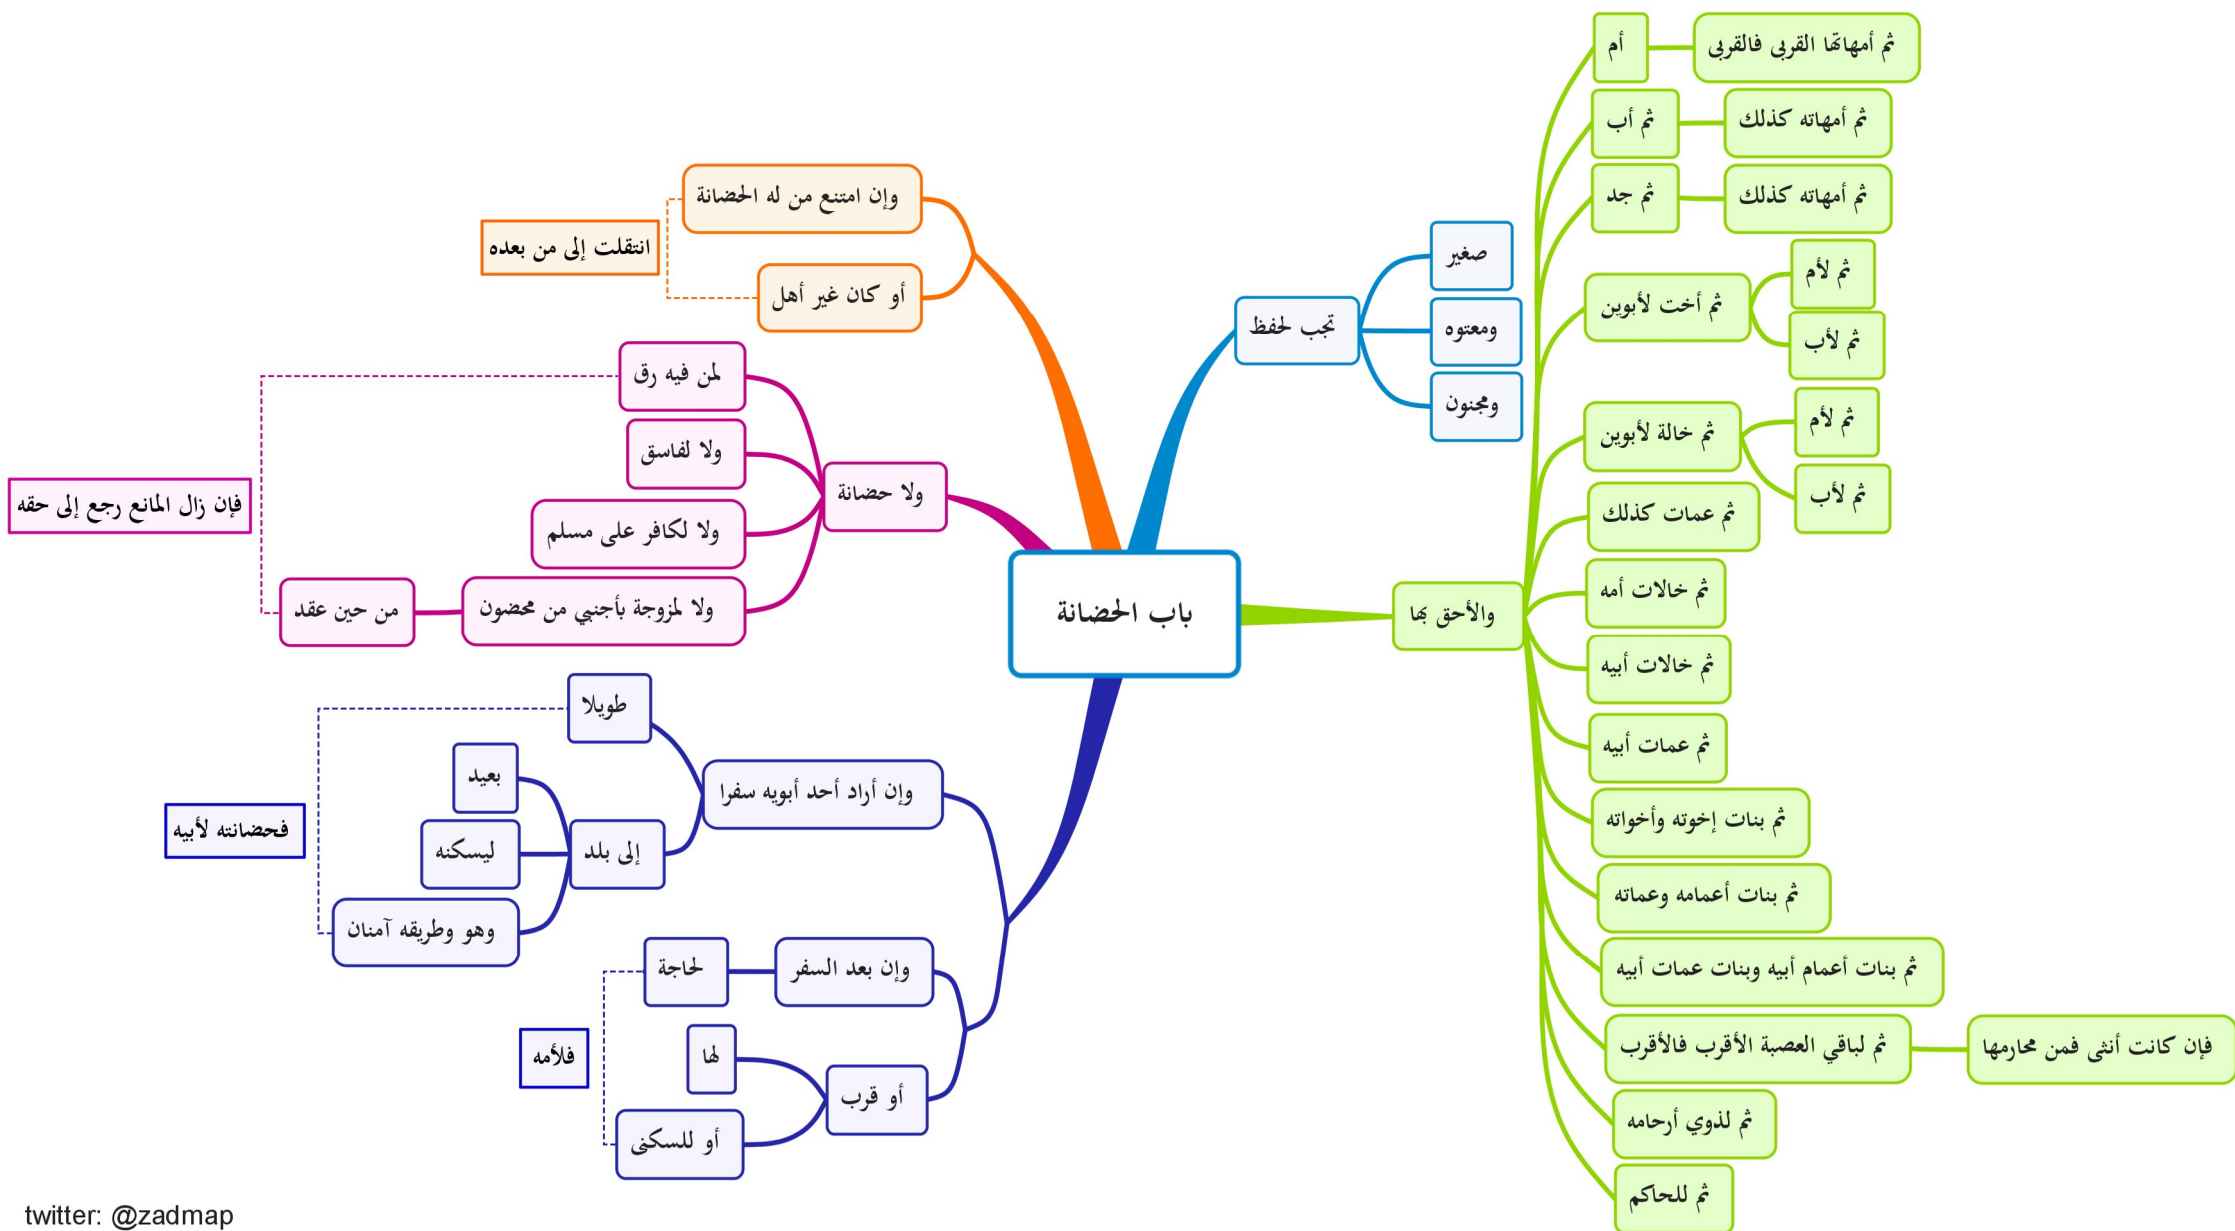 باب الحضانة
تجب لحفظ
صغير
ومعتوه
ومجنون
والأحق بها
أم
ثم أمهاتها القربى فالقربى
ثم أب
ثم أمهاته كذلك
ثم جد
ثم أمهاته كذلك
ثم أخت لأبوين
ثم لأم
ثم لأب
ثم خالة لأبوين
ثم لأم
ثم لأب
ثم عمات كذلك
ثم خالات أمه
ثم خالات أبيه
ثم عمات أبيه
ثم بنات إخوته وأخواته
ثم بنات أعمامه وعماته
ثم بنات أعمام أبيه وبنات عمات أبيه
ثم لباقي العصبة الأقرب فالأقرب
فإن كانت أنثى فمن محارمها
ثم لذوي أرحامه
ثم للحاكم
وإن امتنع من له الحضانة
أو كان غير أهل
انتقلت إلى من بعده
ولا حضانة
لمن فيه رق
ولا لفاسق
ولا لكافر على مسلم
ولا لمزوجة بأجنبي من محضون
من حين عقد
فإن زال المانع رجع إلى حقه
وإن أراد أحد أبويه سفرا
طويلا
إلى بلد
بعيد
ليسكنه
وهو وطريقه آمنان
فحضانته لأبيه
وإن بعد السفر
لحاجة
أو قرب
لها
أو للسكنى
فلأمه
twitter: @zadmap